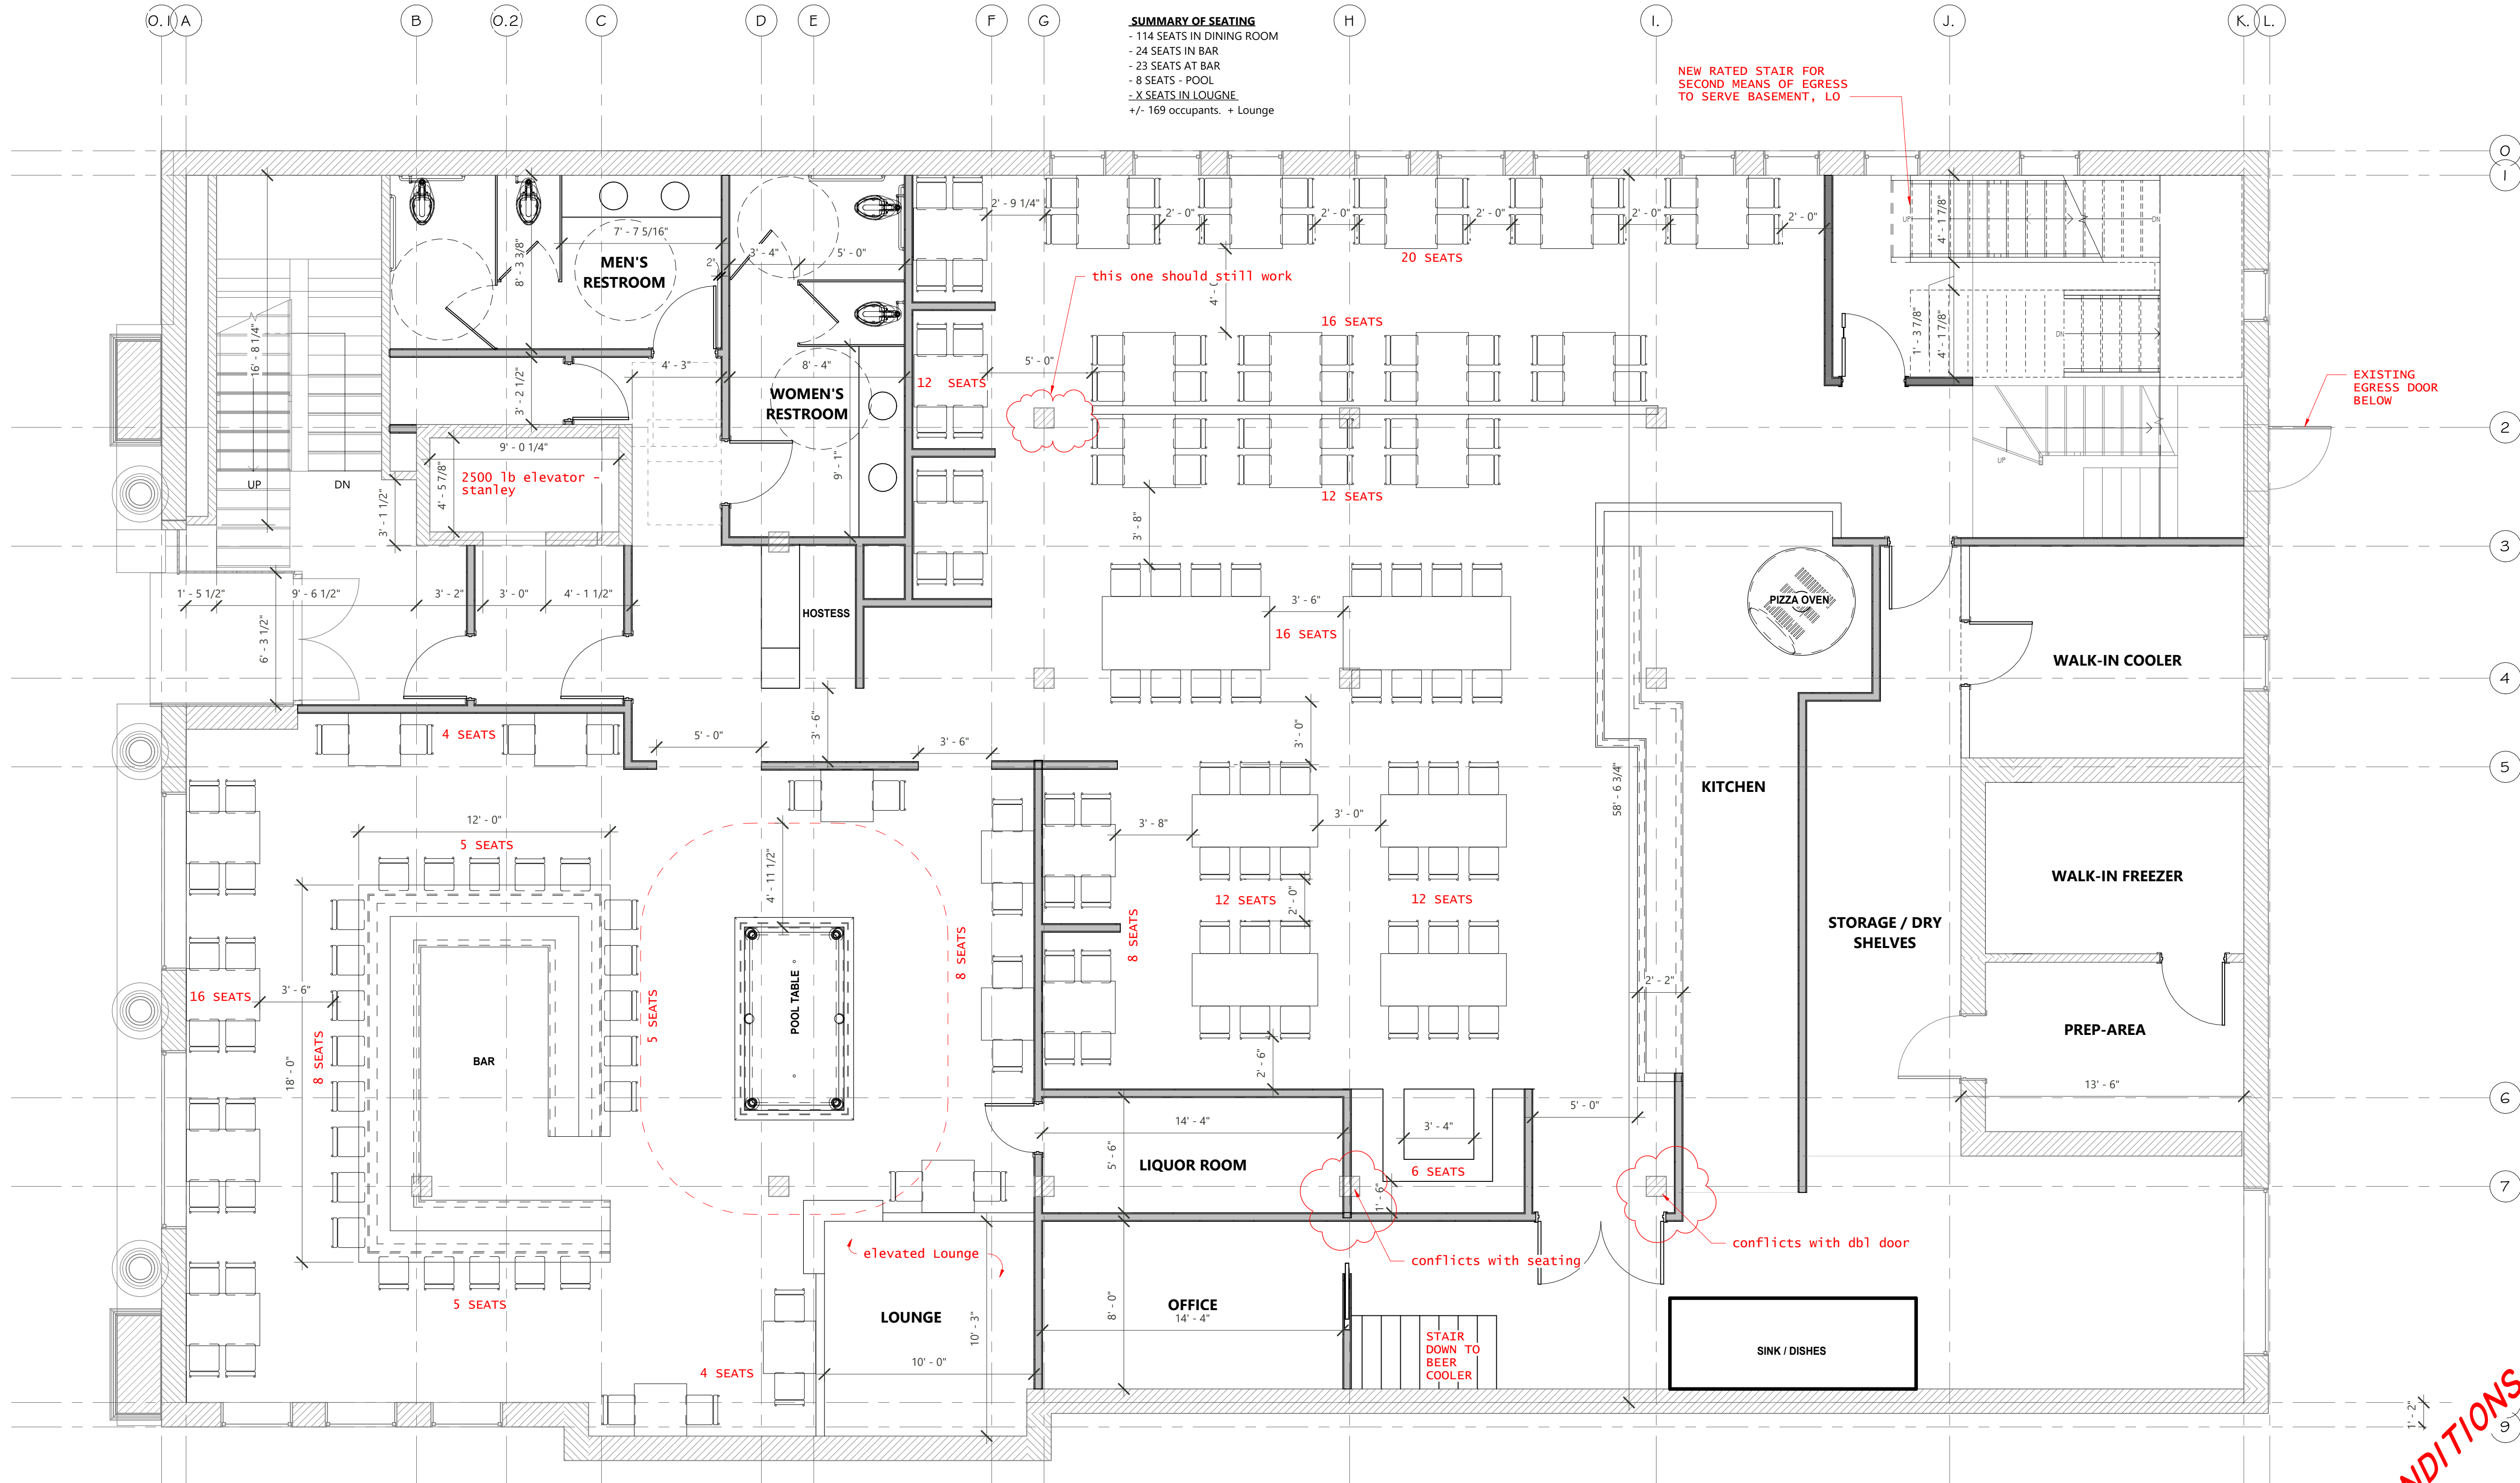 O.1 A B O.2 C D E F G H I. J. K. L.
SUMMARY OF SEATING
- 114 SEATS IN DINING ROOM
- 24 SEATS IN BAR
- 23 SEATS AT BAR
- 8 SEATS - POOL
- X SEATS IN LOUGNE
+/- 169 occupants. + Lounge
NEW RATED STAIR FOR
SECOND MEANS OF EGRESS
TO SERVE BASEMENT, LO
O
1
2' - 9 1/4"
2' - 0"
2' - 0"
2' - 0"
2' - 0"
2' - 0"
UP
DN
4' - 1 7/8"
7' - 7 5/16"
8' - 3 3/8"
2"
3' - 4"
5' - 0"
MEN'S
RESTROOM
20 SEATS
this one should still work
16' - 8 1/4"
16 SEATS
DN
1' - 3 7/8"
4' - 1 7/8"
4' - 3"
8' - 4"
5' - 0"
3' - 2 1/2"
12 SEATS
WOMEN'S
RESTROOM
EXISTING
EGRESS DOOR
BELOW
2
9' - 0 1/4"
4' - 5 7/8"
2500 lb elevator -
stanley
9' - 1"
UP
UP
DN
3' - 1 1/2"
12 SEATS
3' - 8"
3
1' - 5 1/2"
9' - 6 1/2"
3' - 2"
3' - 0"
4' - 1 1/2"
HOSTESS
3' - 6"
16 SEATS
PIZZA OVEN
6' - 3 1/2"
WALK-IN COOLER
4
4 SEATS
5' - 0"
3' - 6"
3' - 6"
3' - 0"
5
58' - 6 3/4"
KITCHEN
12' - 0"
5 SEATS
4' - 11 1/2"
3' - 8"
3' - 0"
WALK-IN FREEZER
12 SEATS
2' - 0"
12 SEATS
8 SEATS
8 SEATS
STORAGE / DRY
SHELVES
16 SEATS
3' - 6"
5 SEATS
POOL TABLE
2' - 2"
PREP-AREA
BAR
18' - 0"
8 SEATS
2' - 6"
13' - 6"
6
14' - 4"
3' - 4"
5' - 0"
5' - 6"
LIQUOR ROOM
6 SEATS
1' - 6"
7
elevated Lounge
conflicts with seating
conflicts with dbl door
5 SEATS
LOUNGE
10' - 3"
8' - 0"
OFFICE
14' - 4"
STAIR
DOWN TO
BEER
COOLER
SINK / DISHES
4 SEATS
10' - 0"
1' - 2"
9